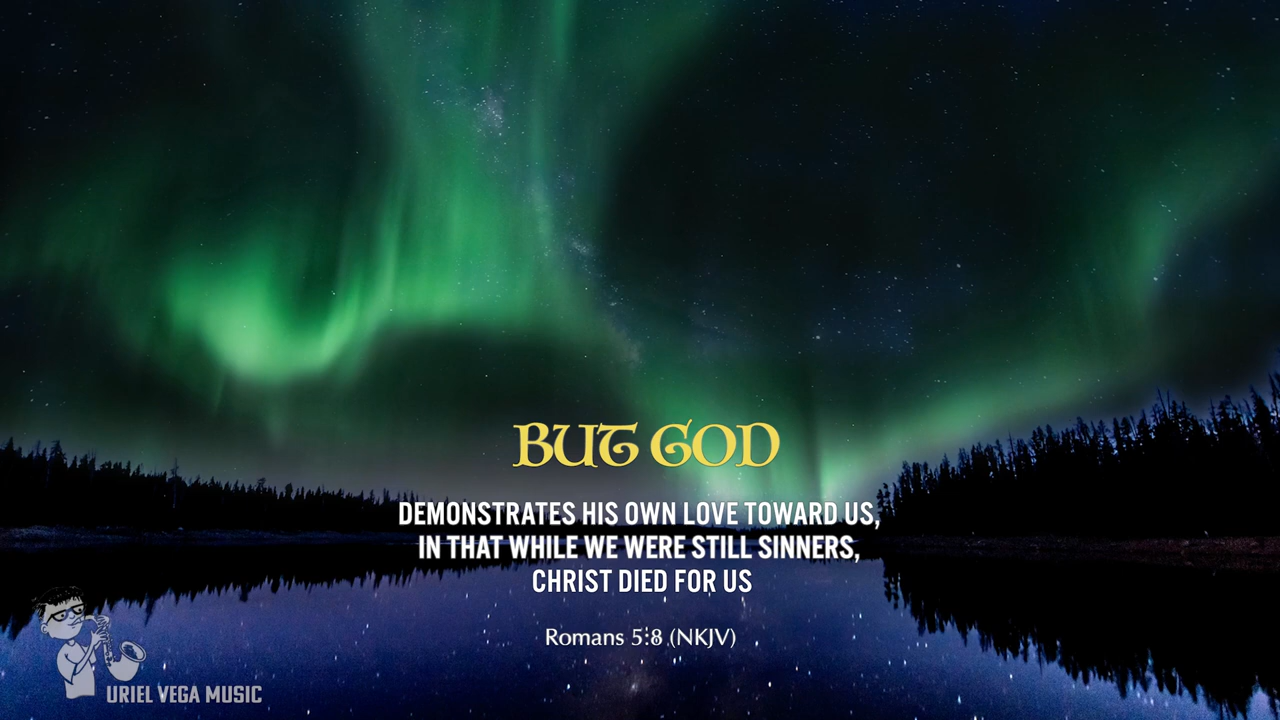 BUT GOD
DEMONSTRATES HIS OWN LOVE TOWARD US,
IN THAT WHILE WE WERE STILL SINNERS,
CHRIST DIED FOR US
Romans 5:8 (NKJV)
URIEL VEGA MUSIC